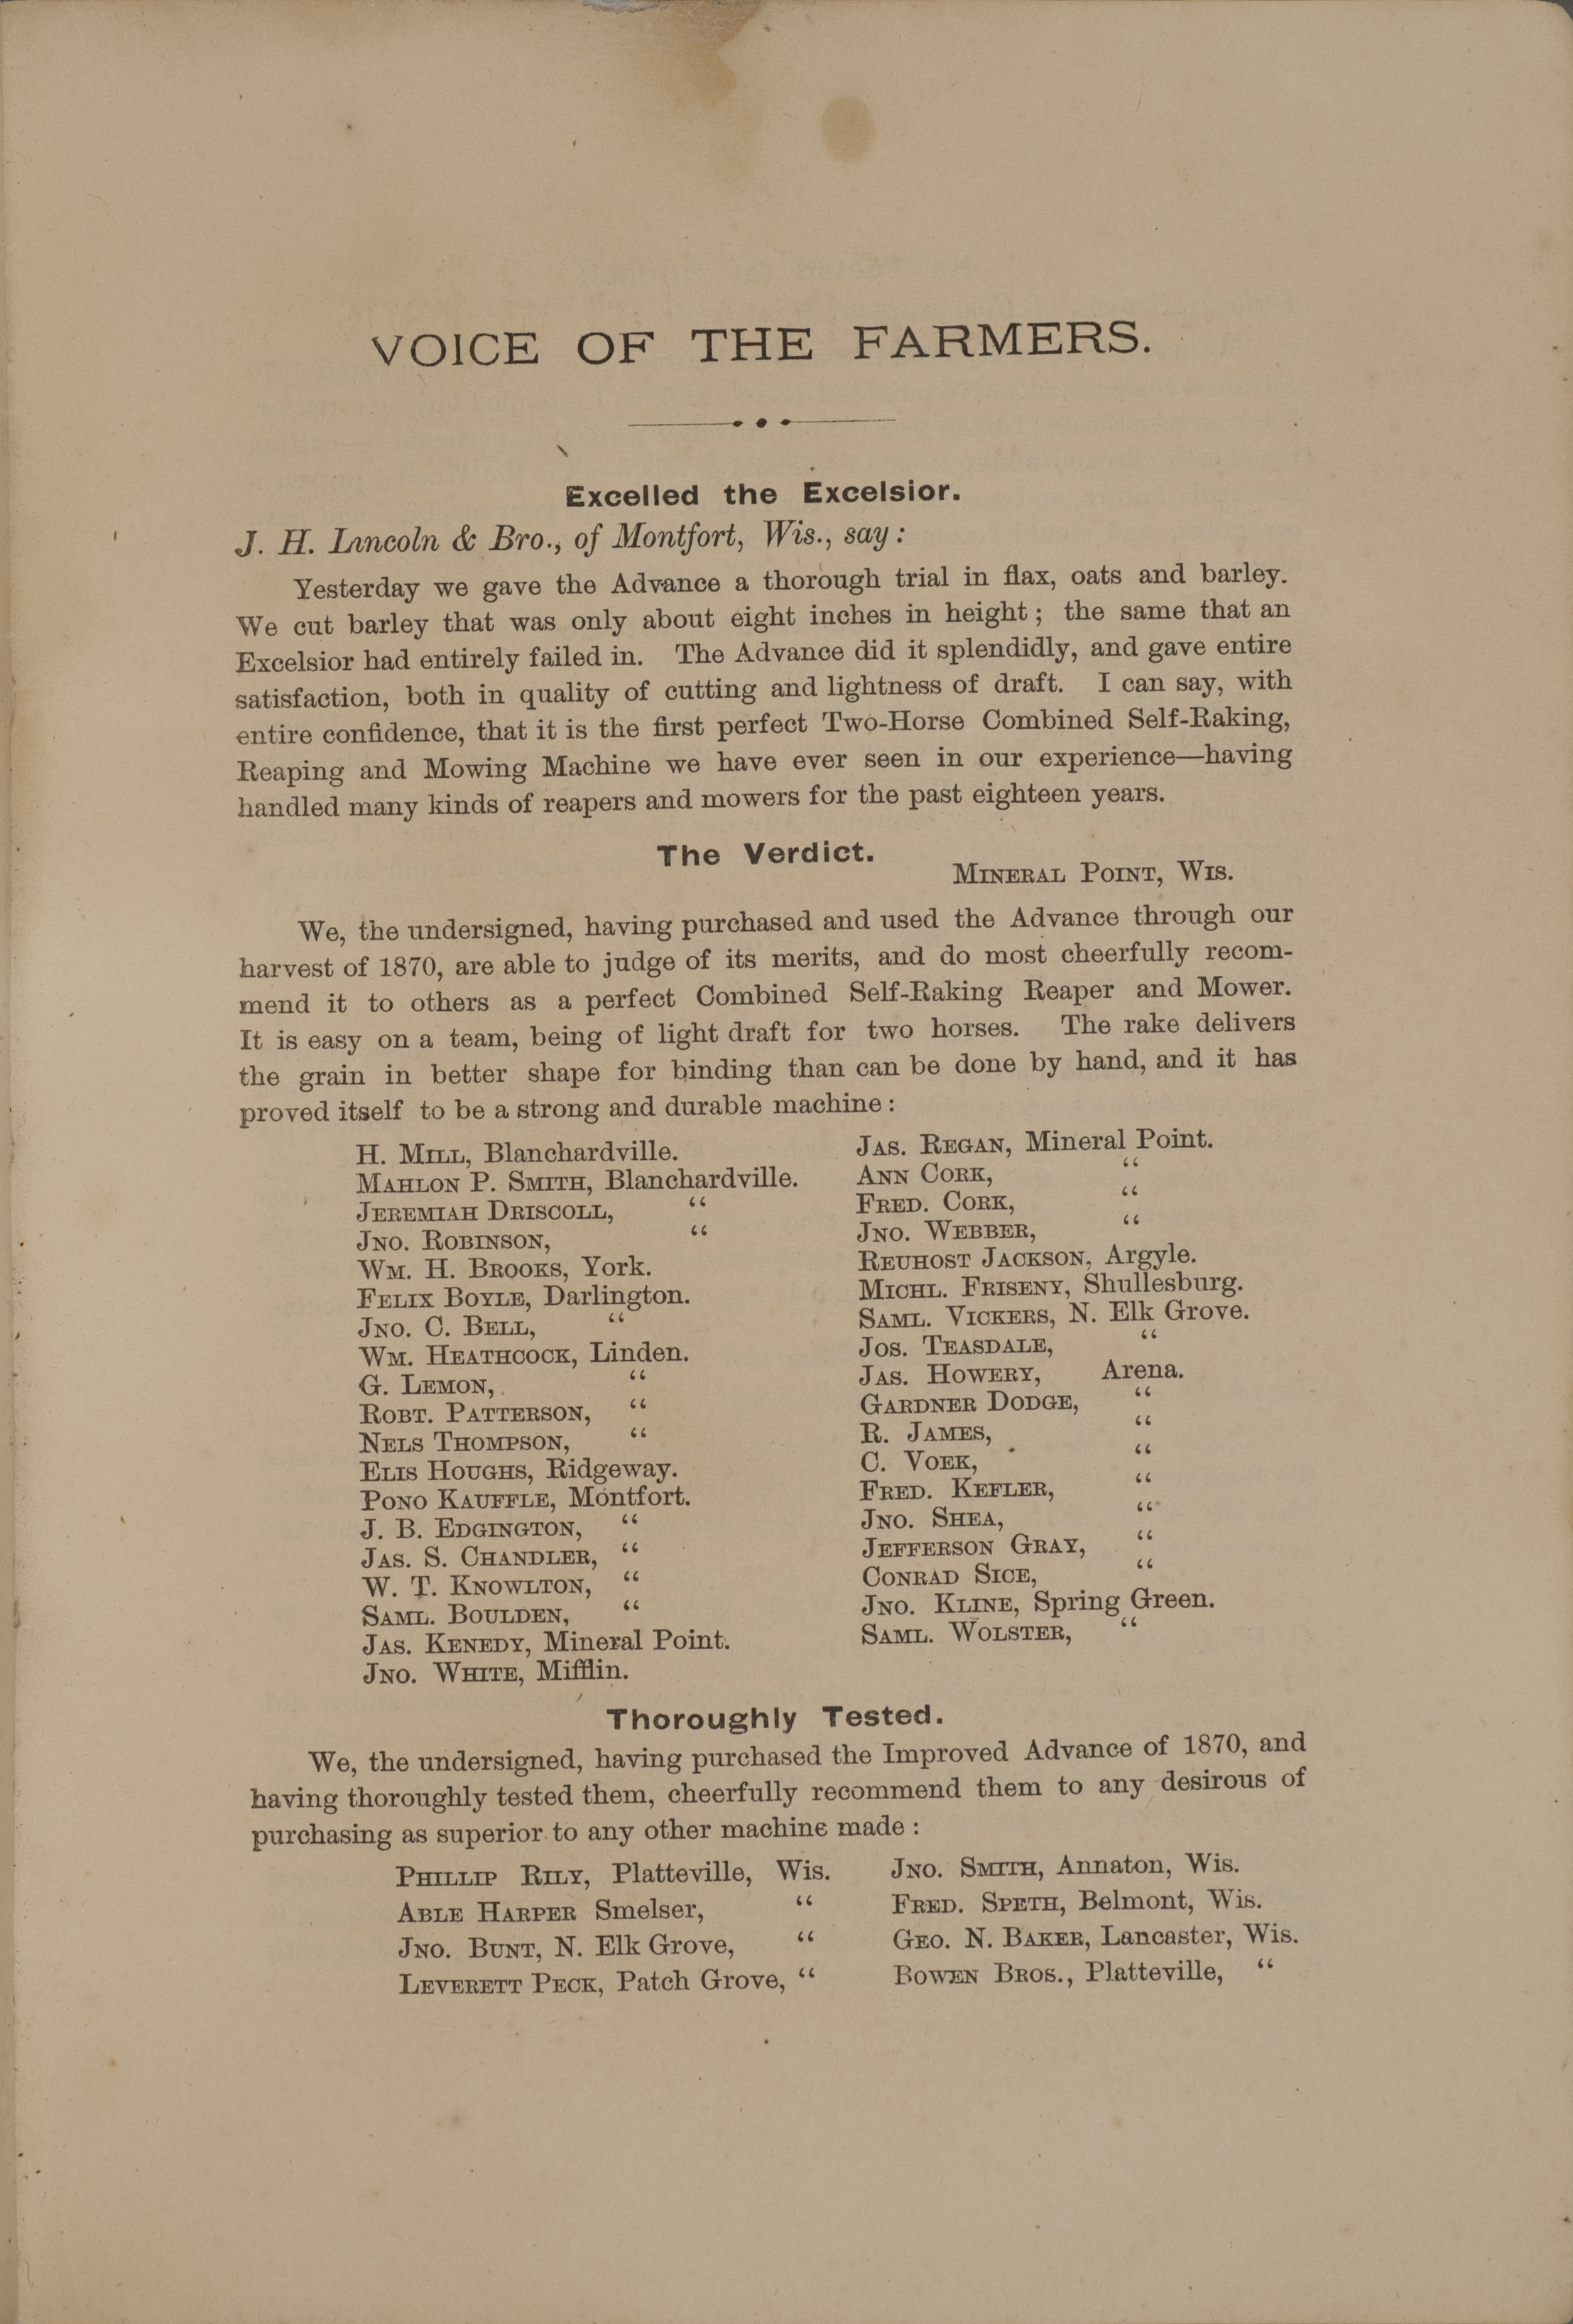 VOICE OF THE FARMERS.
Excelled the Excelsior.
J. H. Lincoln & Bro., of Montfort, Wis., say:
Yesterday we gave the Advance a thorough trial in flax, oats and barley.
We cut barley that was only about eight inches in height; the same that an
Excelsior had entirely failed in. The Advance did it splendidly, and gave entire
satisfaction, both in quality of cutting and lightness of draft. I can say, with
entire confidence, that it is the first perfect Two-Horse Combined Self-Raking,
Reaping and Mowing Machine we have ever seen in our experience—having
handled many kinds of reapers and mowers for the past eighteen years.
The Verdict.
MINERAL POINT, WIS.
We, the undersigned, having purchased and used the Advance through our
harvest of 1870, are able to judge of its merits, and do most cheerfully recom-
mend it to others as a perfect Combined Self-Raking Reaper and Mower.
It is easy on a team, being of light draft for two horses. The rake delivers
the grain in better shape for binding than can be done by hand, and it has
proved itself to be a strong and durable machine:
H. MILL, Blanchardville.
MAHLON P. SMITH, Blanchardville.
JEREMIAH DRISCOLL, "
JNO. ROBINSON, "
WM. H. BROOKS, York.
FELIX BOYLE, Darlington.
JNO. C. BELL, "
WM. HEATHCOCK, Linden.
G. LEMON, "
ROBT. PATTERSON, "
NELS THOMPSON, "
ELIS HOUGHS, Ridgeway.
PONO KAUFFLE, Montfort.
J. B. EDGINGTON, "
JAS. S. CHANDLER, "
W. T. KNOWLTON, "
SAML. BOULDEN, "
JAS. KENEDY, Mineral Point.
JNO. WHITE, Mifflin.
JAS. REGAN, Mineral Point.
ANN CORK, "
FRED. CORK, "
JNO. WEBBER, "
REUHOST JACKSON, Argyle.
MICHL. FRISENY, Shullesburg.
SAML. VICKERS, N. Elk Grove.
JOS. TEASDALE, "
JAS. HOWERY, Arena.
GARDNER DODGE, "
R. JAMES, "
C. VOEK, "
FRED. KEFLER, "
JNO. SHEA, "
JEFFERSON GRAY, "
CONRAD SICE, "
JNO. KLINE, Spring Green.
SAML. WOLSTER, "
Thoroughly Tested.
We, the undersigned, having purchased the Improved Advance of 1870, and
having thoroughly tested them, cheerfully recommend them to any desirous of
purchasing as superior to any other machine made:
PHILLIP RILY, Platteville, Wis.
ABLE HARPER Smelser, "
JNO. BUNT, N. Elk Grove, "
LEVERETT PECK, Patch Grove, "
JNO. SMITH, Annaton, Wis.
FRED. SPETH, Belmont, Wis.
GEO. N. BAKER, Lancaster, Wis.
BOWEN BROS., Platteville, "